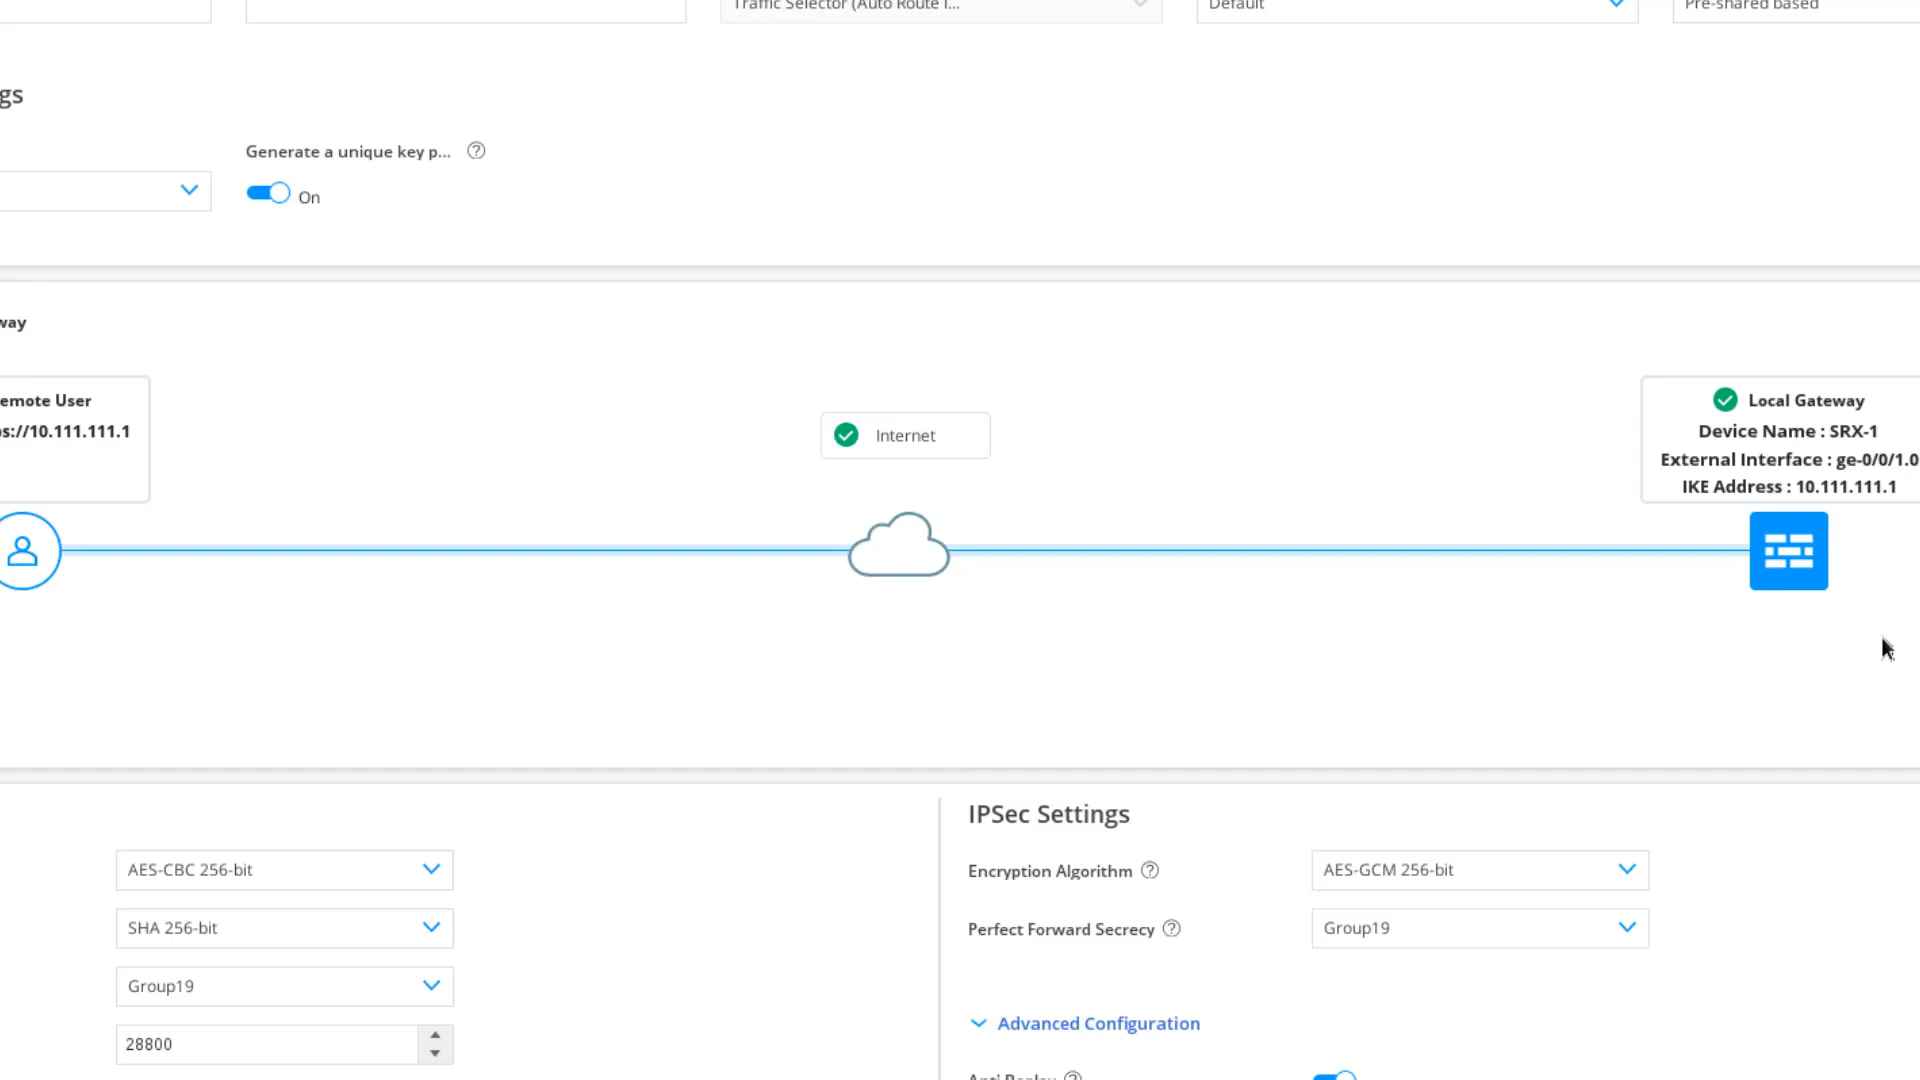 Traffic Selector (Auto Route I...
Default
Pre-shared based
gs
Generate a unique key p...
On
way
emote User
s://10.111.111.1
Internet
Local Gateway
Device Name : SRX-1
External Interface : ge-0/0/1.0
IKE Address : 10.111.111.1
IPSec Settings
AES-CBC 256-bit
Encryption Algorithm
AES-GCM 256-bit
SHA 256-bit
Perfect Forward Secrecy
Group19
Group19
Advanced Configuration
28800
Anti Replay